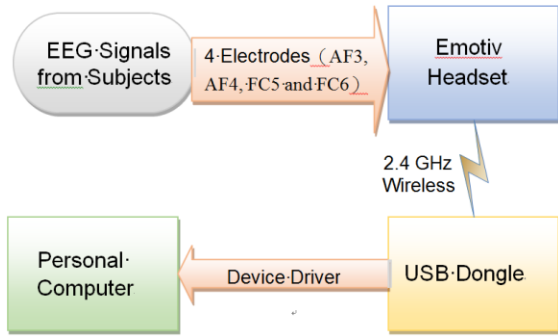 EEG Signals
from Subjects
4 Electrodes (AF3,
AF4, FC5 and FC6)
Emotiv
Headset
2.4 GHz
Wireless
USB Dongle
Device Driver
Personal
Computer